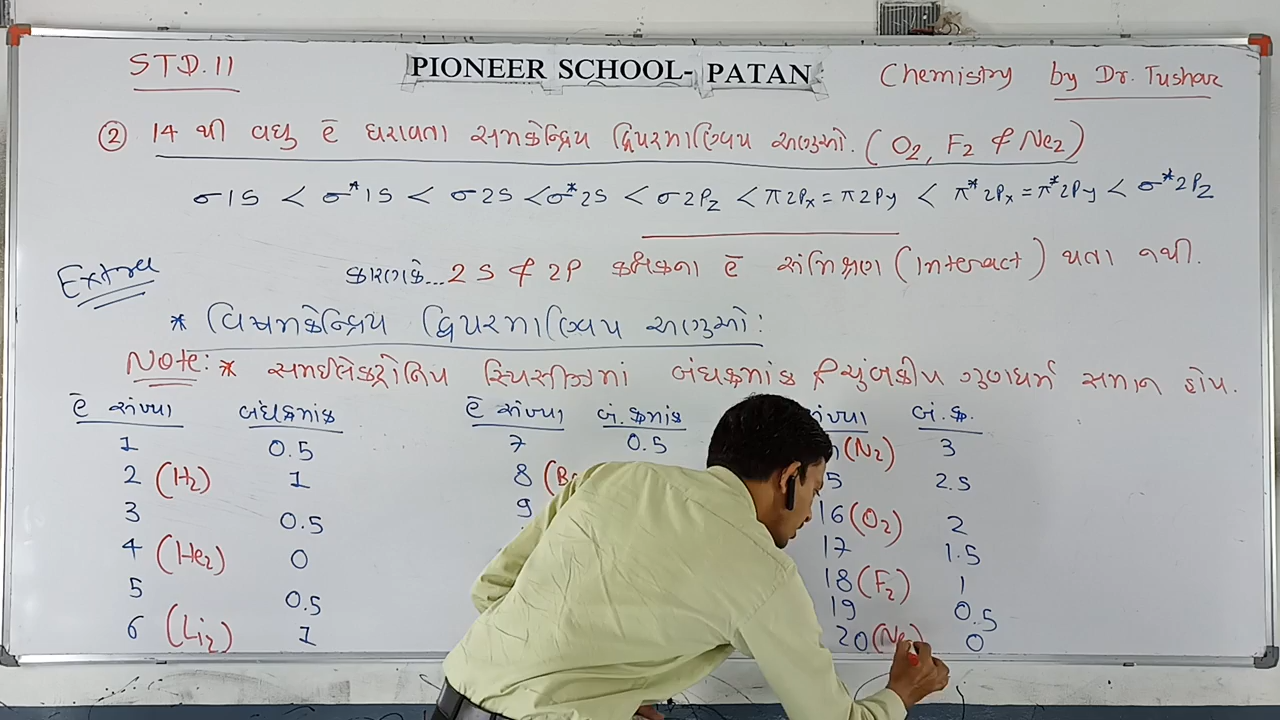 STD. 11 PIONEER SCHOOL- PATAN Chemistry by Dr. Tushar
② 14 થી વધુ ē ધરાવતા સમકેન્દ્રિય દ્વિપરમાણ્વિય અણુઓ. (O₂, F₂ & Ne₂)
σ1S < σ*1S < σ2S < σ*2S < σ2Pz < π2Px = π2Py < π*2Px = π*2Py < σ*2Pz
Extra કારણકે... 2S & 2P કક્ષકના ē સંમિશ્રણ (Interact) થતા નથી.
* વિષમકેન્દ્રિય દ્વિપરમાણ્વિય અણુઓ:
Note: * સમઇલેક્ટ્રોનિય સ્પિસીઝમાં બંધક્રમાંક & ચુંબકીય ગુણધર્મ સમાન હોય.
ē સંખ્યા બંધક્રમાંક ē સંખ્યા બં. ક્રમાંક બં. ક્ર.
1 0.5 7 0.5 (N₂) 3
2 (H₂) 1 8 5 2.5
3 0.5 9 16 (O₂) 2
4 (He₂) 0 17 1.5
5 0.5 18 (F₂) 1
6 (Li₂) 1 19 0.5
20 (Ne 0